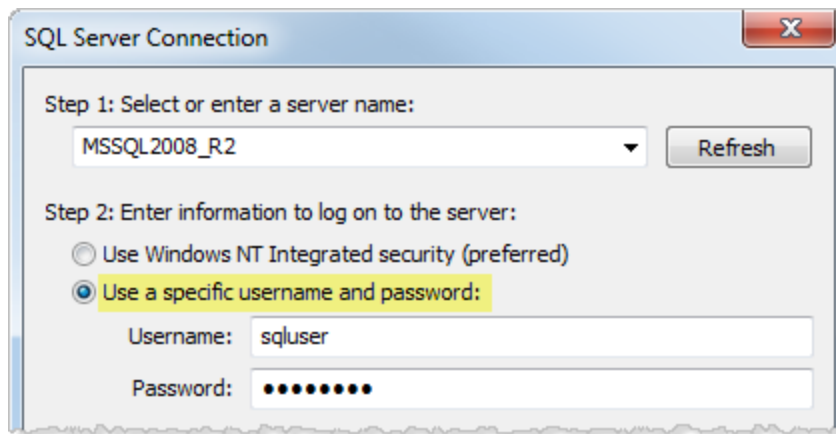 SQL Server Connection
Step 1: Select or enter a server name:
MSSQL2008_R2
Refresh
Step 2: Enter information to log on to the server:
Use Windows NT Integrated security (preferred)
Use a specific username and password:
Username: sqluser
Password: ●●●●●●●●